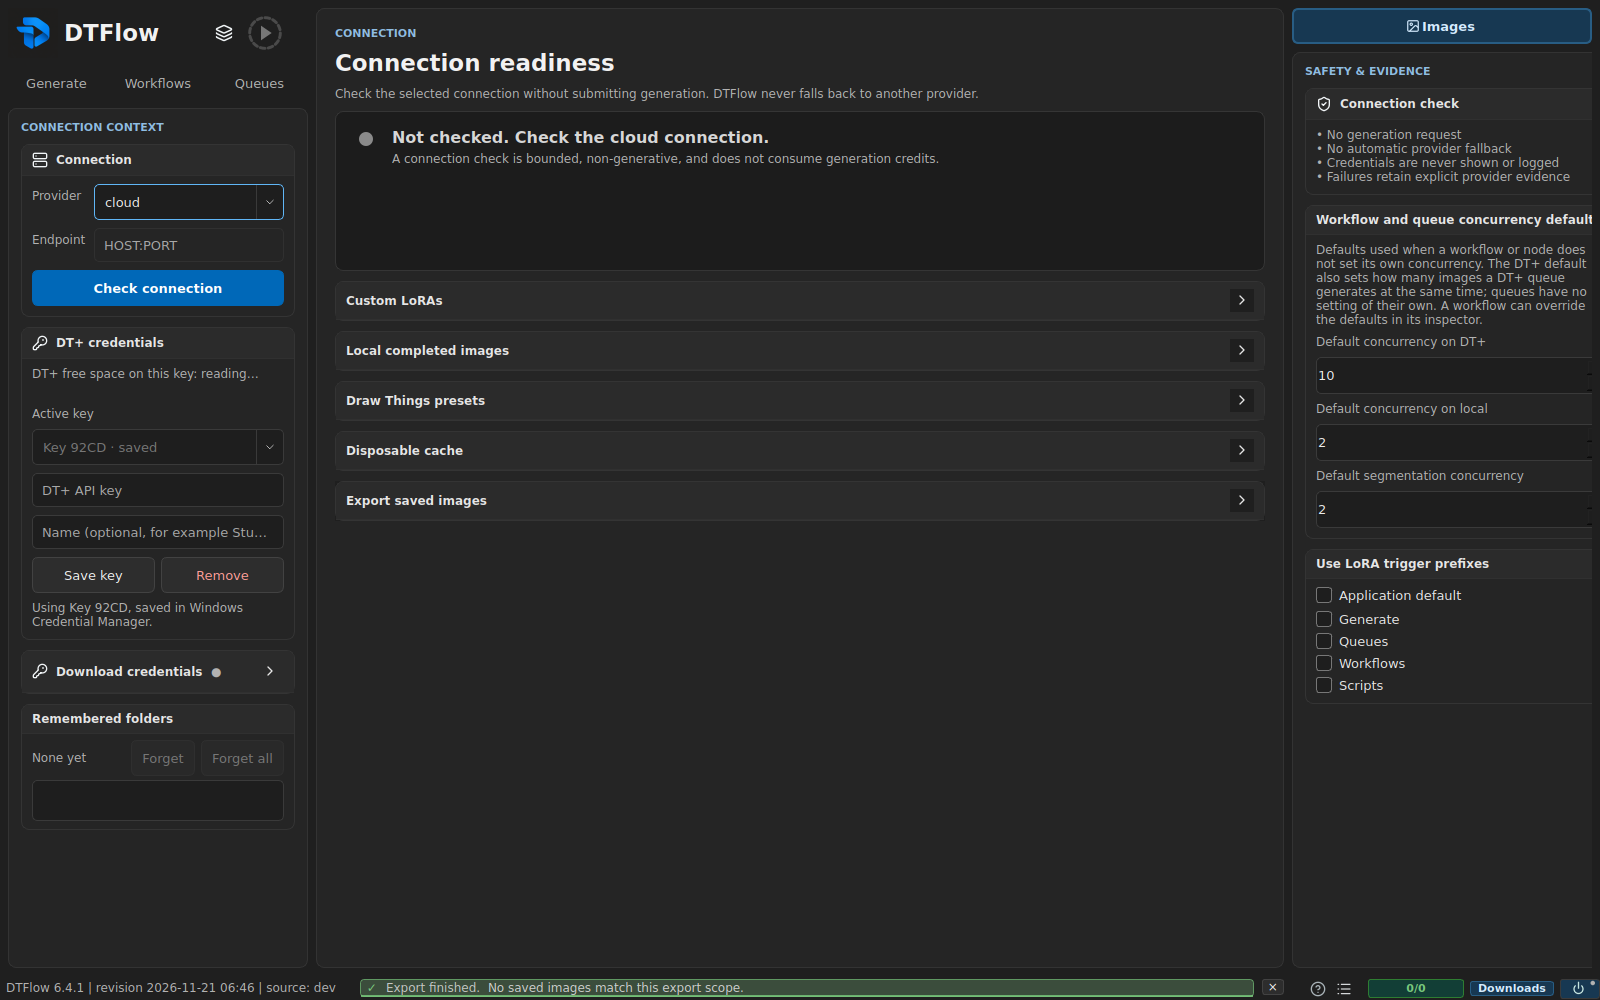 DTFlow
Generate Workflows Queues
CONNECTION CONTEXT
Connection
Provider cloud
Endpoint HOST:PORT
Check connection
DT+ credentials
DT+ free space on this key: reading...
Active key
Key 92CD · saved
DT+ API key
Name (optional, for example Stu...
Save key Remove
Using Key 92CD, saved in Windows
Credential Manager.
Download credentials
Remembered folders
None yet Forget Forget all
CONNECTION
Connection readiness
Check the selected connection without submitting generation. DTFlow never falls back to another provider.
Not checked. Check the cloud connection.
A connection check is bounded, non-generative, and does not consume generation credits.
Custom LoRAs
Local completed images
Draw Things presets
Disposable cache
Export saved images
Images
SAFETY & EVIDENCE
Connection check
• No generation request
• No automatic provider fallback
• Credentials are never shown or logged
• Failures retain explicit provider evidence
Workflow and queue concurrency default
Defaults used when a workflow or node does
not set its own concurrency. The DT+ default
also sets how many images a DT+ queue
generates at the same time; queues have no
setting of their own. A workflow can override
the defaults in its inspector.
Default concurrency on DT+
10
Default concurrency on local
2
Default segmentation concurrency
2
Use LoRA trigger prefixes
Application default
Generate
Queues
Workflows
Scripts
DTFlow 6.4.1 | revision 2026-11-21 06:46 | source: dev
✓ Export finished. No saved images match this export scope.
0/0
Downloads